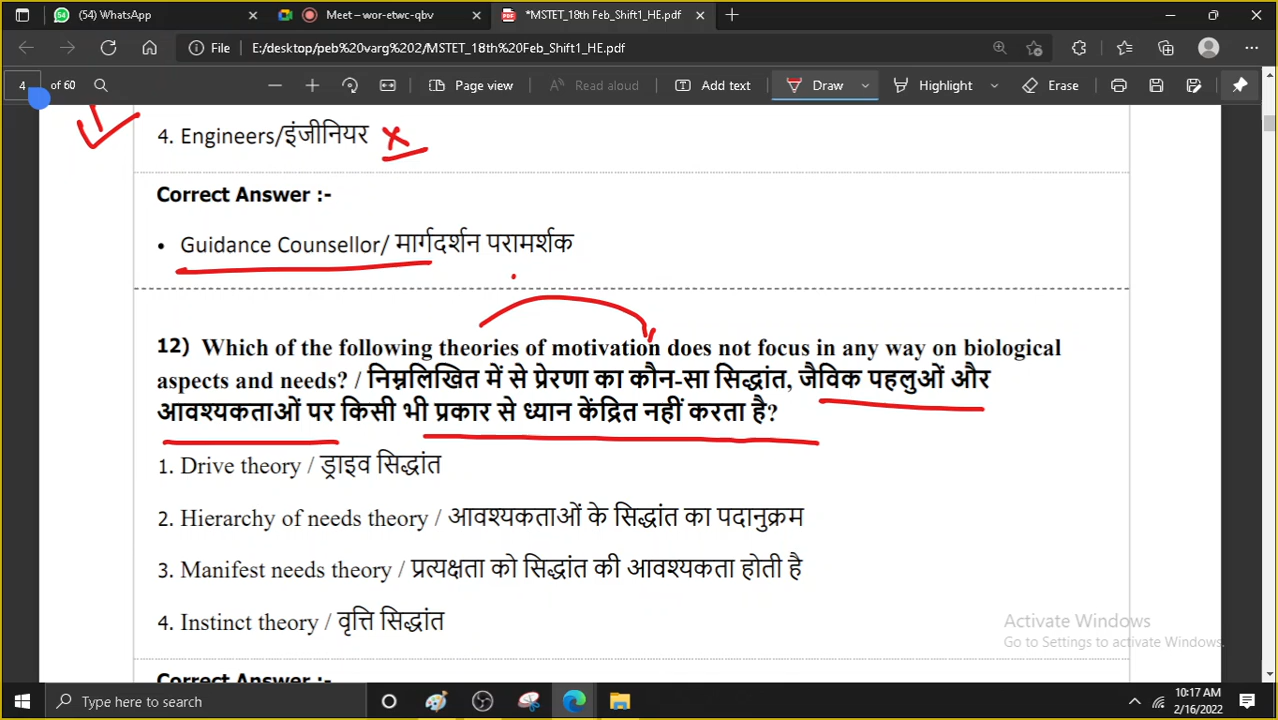 (54) WhatsApp
Meet – wor-etwc-qbv
*MSTET_18th Feb_Shift1_HE.pdf
File E:/desktop/peb%20varg%202/MSTET_18th%20Feb_Shift1_HE.pdf
4 of 60
Page view
Read aloud
Add text
Draw
Highlight
Erase
4. Engineers/इंजीनियर
Correct Answer :-
• Guidance Counsellor/ मार्गदर्शन परामर्शक
12) Which of the following theories of motivation does not focus in any way on biological
aspects and needs? / निम्नलिखित में से प्रेरणा का कौन-सा सिद्धांत, जैविक पहलुओं और
आवश्यकताओं पर किसी भी प्रकार से ध्यान केंद्रित नहीं करता है?
1. Drive theory / ड्राइव सिद्धांत
2. Hierarchy of needs theory / आवश्यकताओं के सिद्धांत का पदानुक्रम
3. Manifest needs theory / प्रत्यक्षता को सिद्धांत की आवश्यकता होती है
4. Instinct theory / वृत्ति सिद्धांत
Activate Windows
Go to Settings to activate Windows.
Correct Answer :-
Type here to search
10:17 AM
2/16/2022